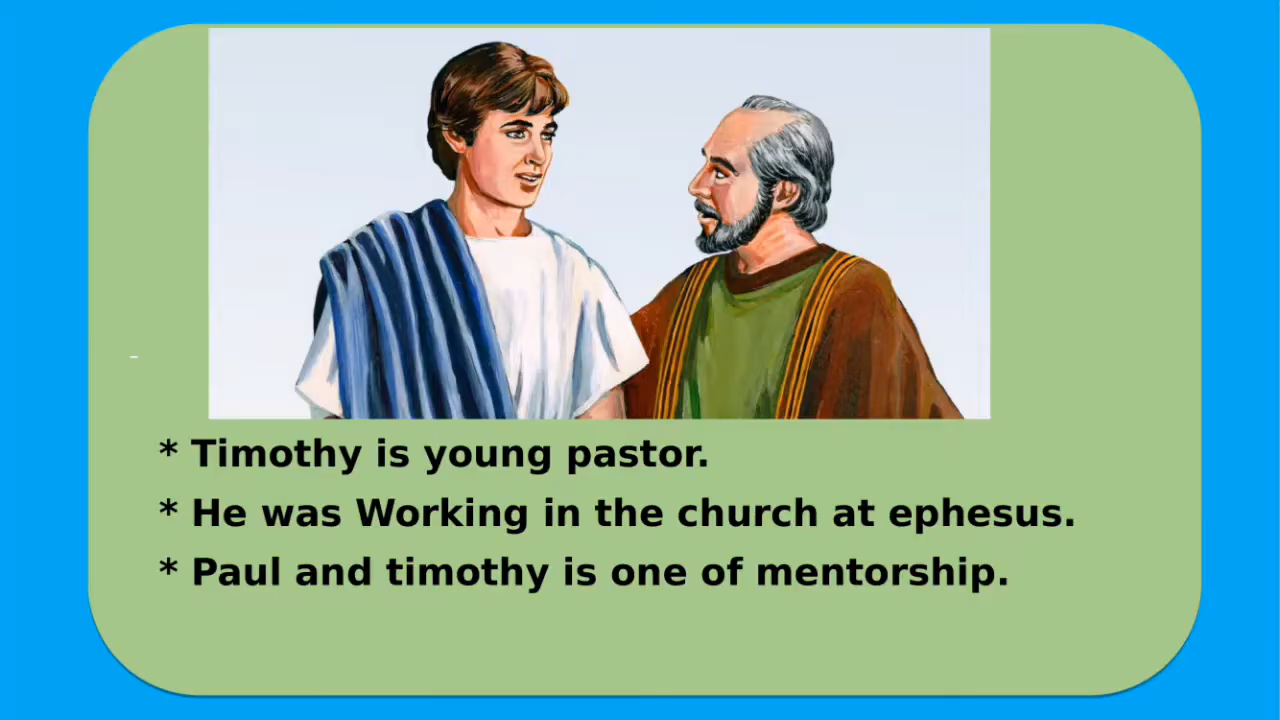 * Timothy is young pastor.
* He was Working in the church at ephesus.
* Paul and timothy is one of mentorship.